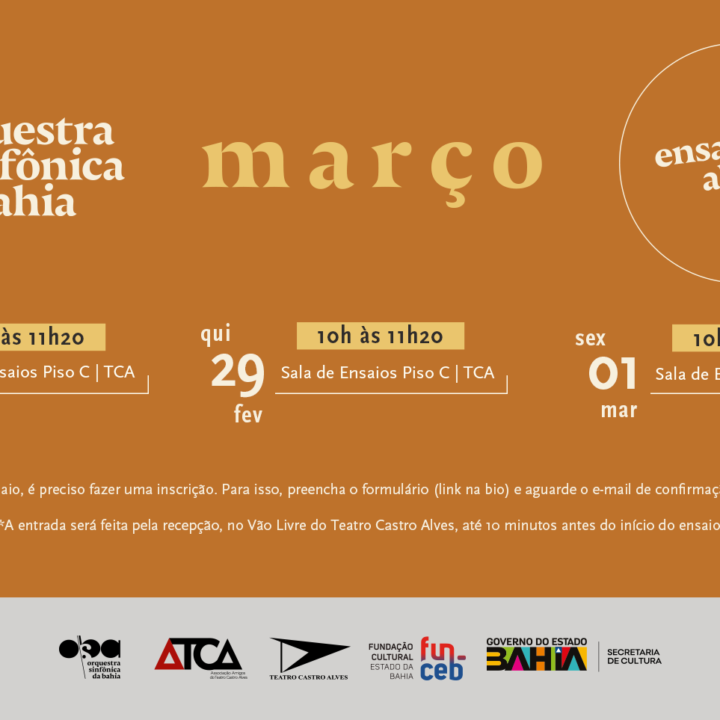 uestra
fônica
ahia
março
ensa
a
às 11h20
saios Piso C | TCA
qui
29
fev
10h às 11h20
Sala de Ensaios Piso C | TCA
sex
01
mar
10h
Sala de E
aio, é preciso fazer uma inscrição. Para isso, preencha o formulário (link na bio) e aguarde o e-mail de confirmaç
*A entrada será feita pela recepção, no Vão Livre do Teatro Castro Alves, até 10 minutos antes do início do ensaio
orquestra
sinfônica
da bahia
ATCA
Associação Amigos
do Teatro Castro Alves
TEATRO CASTRO ALVES
FUNDAÇÃO
CULTURAL
ESTADO DA
BAHIA
fun
ceb
GOVERNO DO ESTADO
BAHIA
SECRETARIA
DE CULTURA